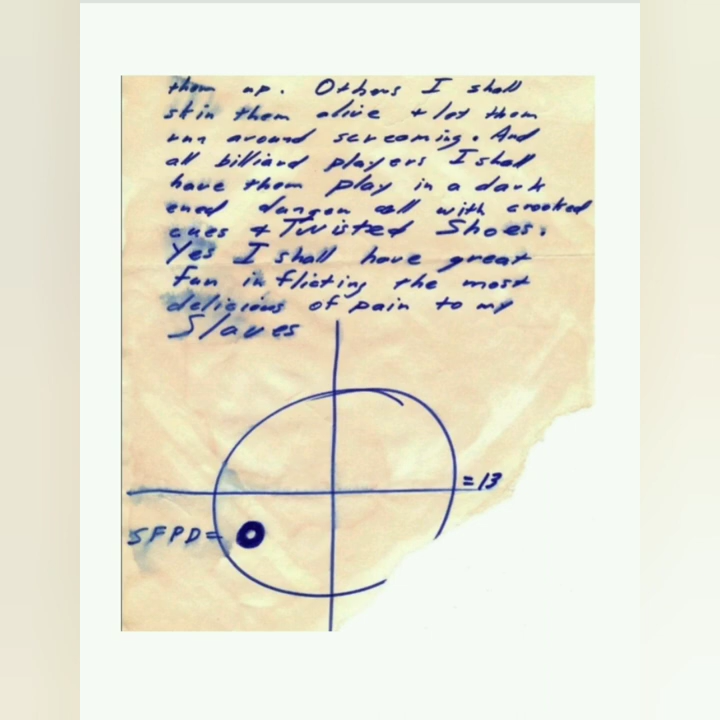 them up. Others I shall
skin them alive + let them
run around screaming. And
all billiard players I shall
have them play in a dark
ened dungon cell with crooked
cues + Twisted Shoes.
Yes I shall have great
fun inflicting the most
delicious of pain to my
Slaves
= 13
SFPD = 0